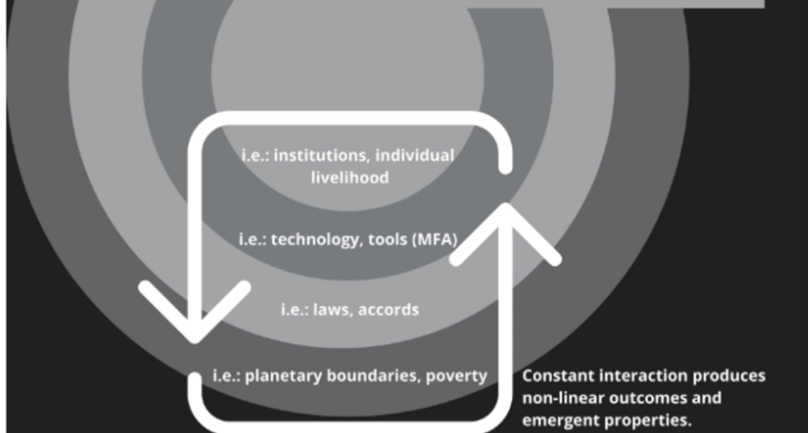 i.e.: institutions, individual
livelihood
i.e.: technology, tools (MFA)
i.e.: laws, accords
i.e.: planetary boundaries, poverty
Constant interaction produces
non-linear outcomes and
emergent properties.